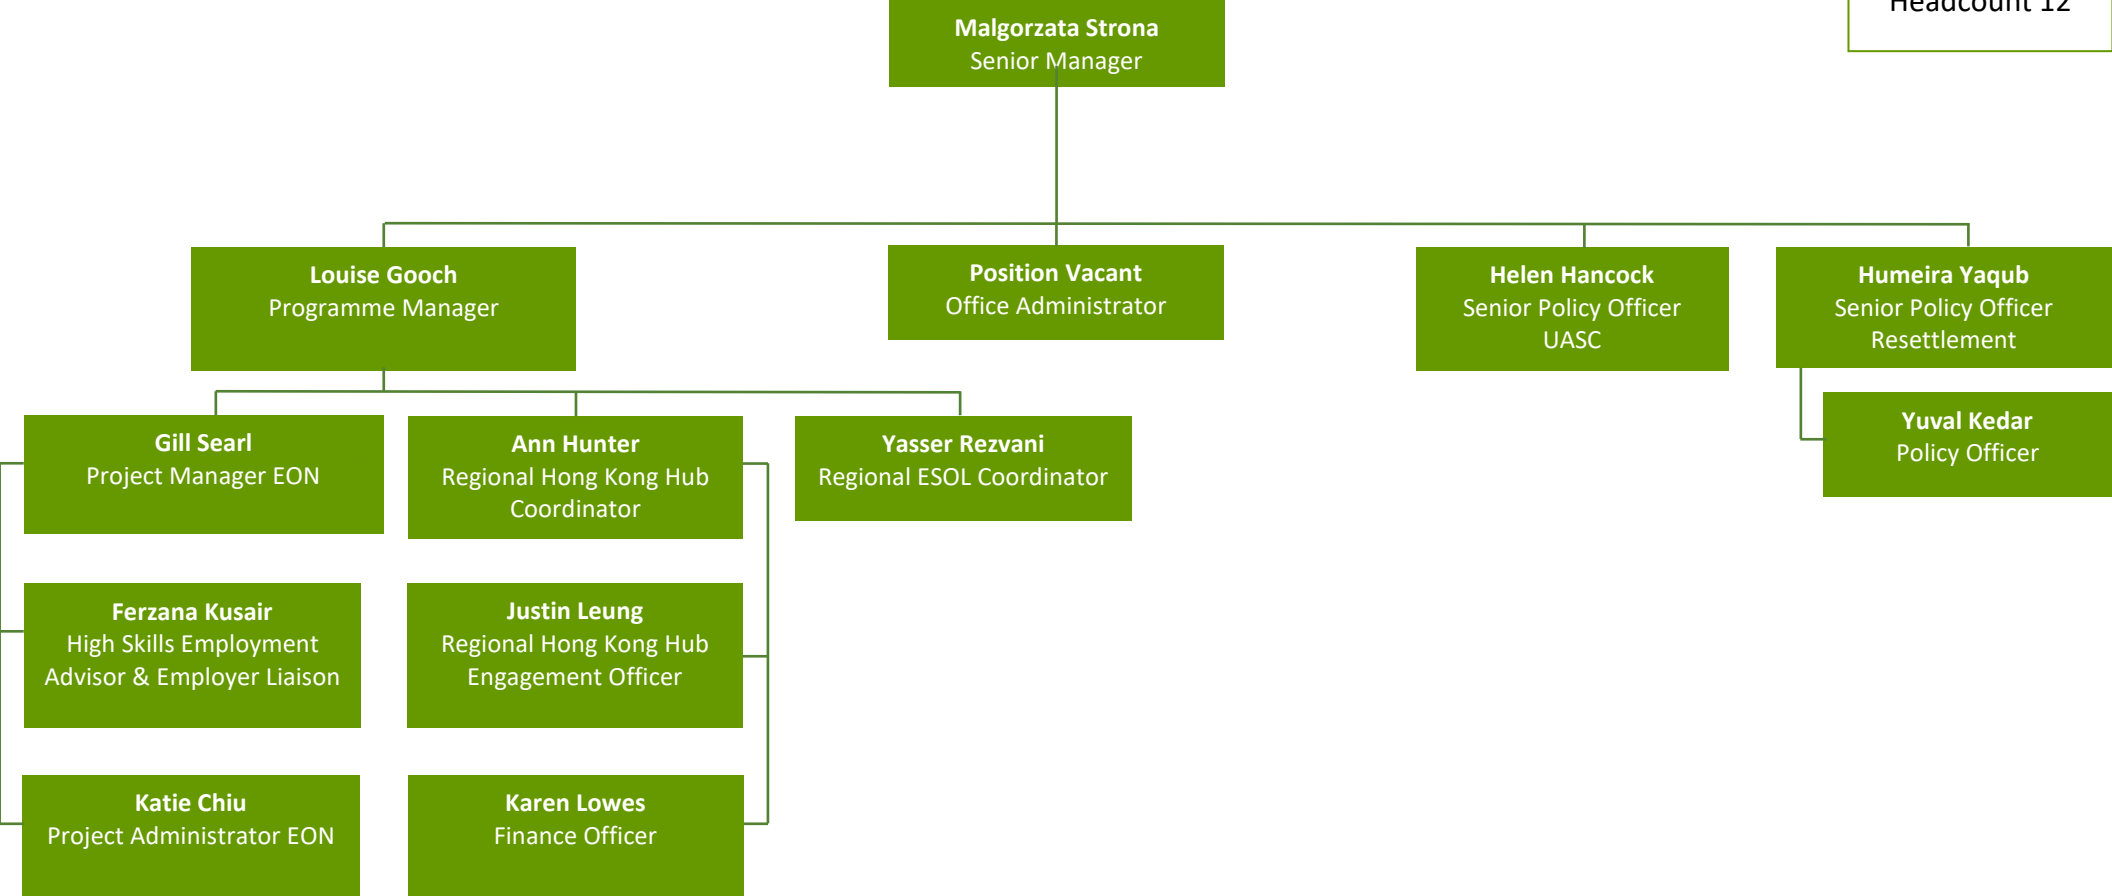 Headcount 12
Malgorzata Strona
Senior Manager
Louise Gooch
Programme Manager
Position Vacant
Office Administrator
Helen Hancock
Senior Policy Officer
UASC
Humeira Yaqub
Senior Policy Officer
Resettlement
Gill Searl
Project Manager EON
Ann Hunter
Regional Hong Kong Hub
Coordinator
Yasser Rezvani
Regional ESOL Coordinator
Yuval Kedar
Policy Officer
Ferzana Kusair
High Skills Employment
Advisor & Employer Liaison
Justin Leung
Regional Hong Kong Hub
Engagement Officer
Katie Chiu
Project Administrator EON
Karen Lowes
Finance Officer